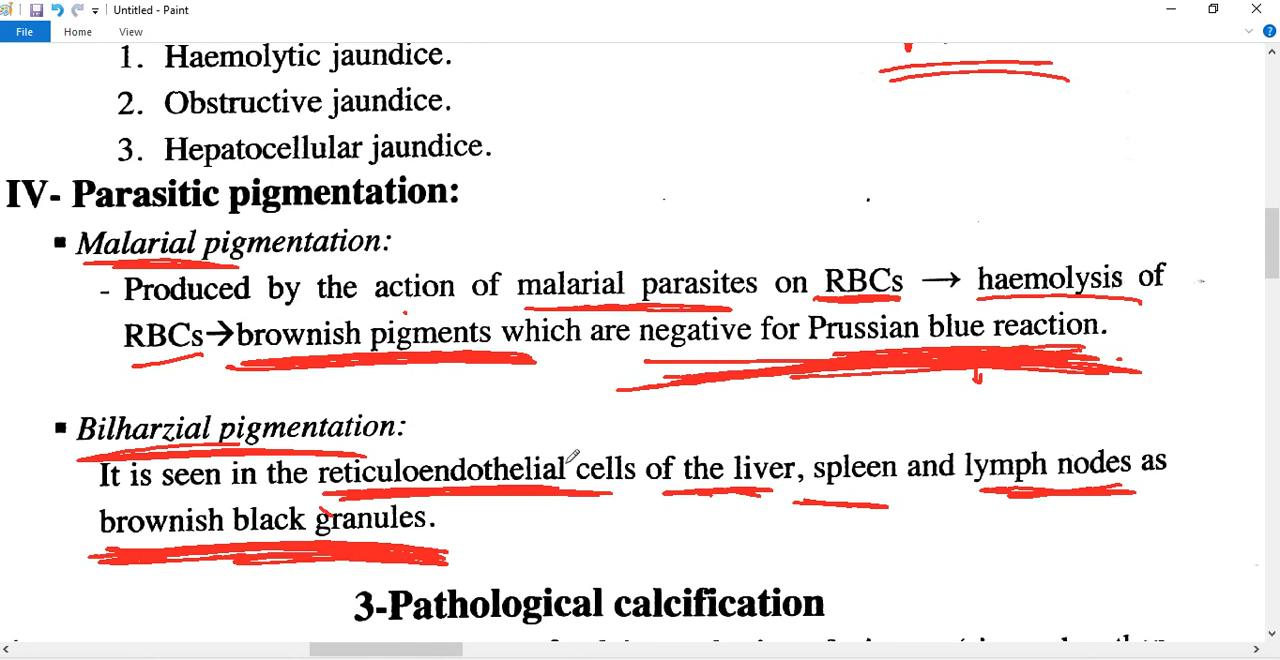 Untitled - Paint
File Home View
1. Haemolytic jaundice.
2. Obstructive jaundice.
3. Hepatocellular jaundice.
IV- Parasitic pigmentation:
▪ Malarial pigmentation:
- Produced by the action of malarial parasites on RBCs → haemolysis of
RBCs→brownish pigments which are negative for Prussian blue reaction.
▪ Bilharzial pigmentation:
It is seen in the reticuloendothelial cells of the liver, spleen and lymph nodes as
brownish black granules.
3-Pathological calcification